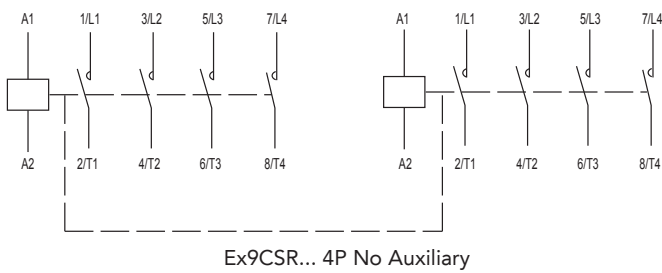 A1 1/L1 3/L2 5/L3 7/L4 A1 1/L1 3/L2 5/L3 7/L4
A2 2/T1 4/T2 6/T3 8/T4 A2 2/T1 4/T2 6/T3 8/T4
Ex9CSR... 4P No Auxiliary